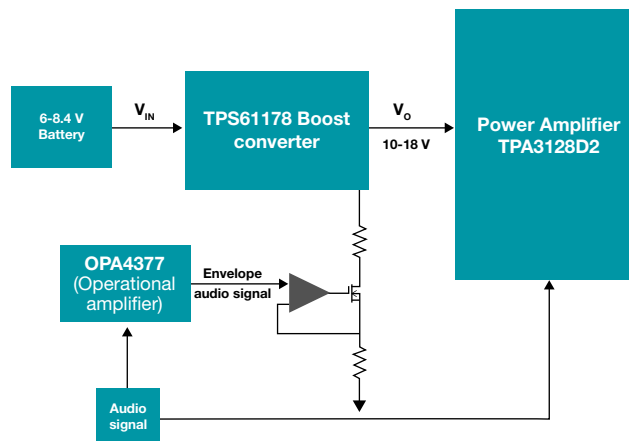 6-8.4 V
Battery
VIN
TPS61178 Boost
converter
VO
10-18 V
Power Amplifier
TPA3128D2
OPA4377
(Operational
amplifier)
Envelope
audio signal
Audio
signal